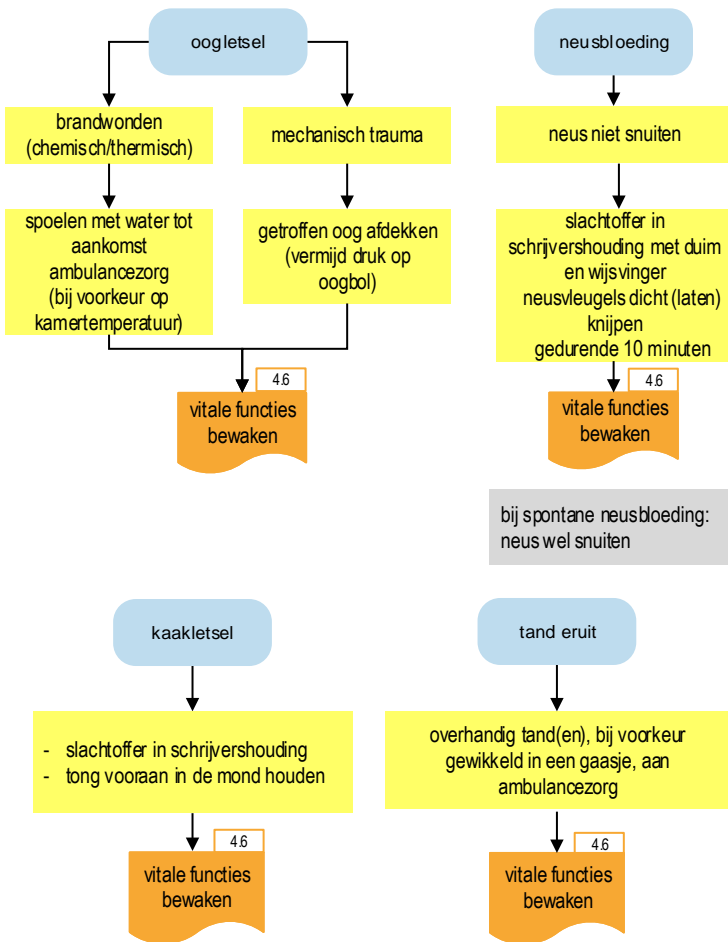 oogletsel
brandwonden
(chemisch/thermisch)
mechanisch trauma
spoelen met water tot
aankomst
ambulancezorg
(bij voorkeur op
kamertemperatuur)
getroffen oog afdekken
(vermijd druk op
oogbol)
4.6
vitale functies
bewaken
neusbloeding
neus niet snuiten
slachtoffer in
schrijvershouding met duim
en wijsvinger
neusvleugels dicht (laten)
knijpen
gedurende 10 minuten
4.6
vitale functies
bewaken
bij spontane neusbloeding:
neus wel snuiten
kaakletsel
- slachtoffer in schrijvershouding
- tong vooraan in de mond houden
4.6
vitale functies
bewaken
tand eruit
overhandig tand(en), bij voorkeur
gewikkeld in een gaasje, aan
ambulancezorg
4.6
vitale functies
bewaken